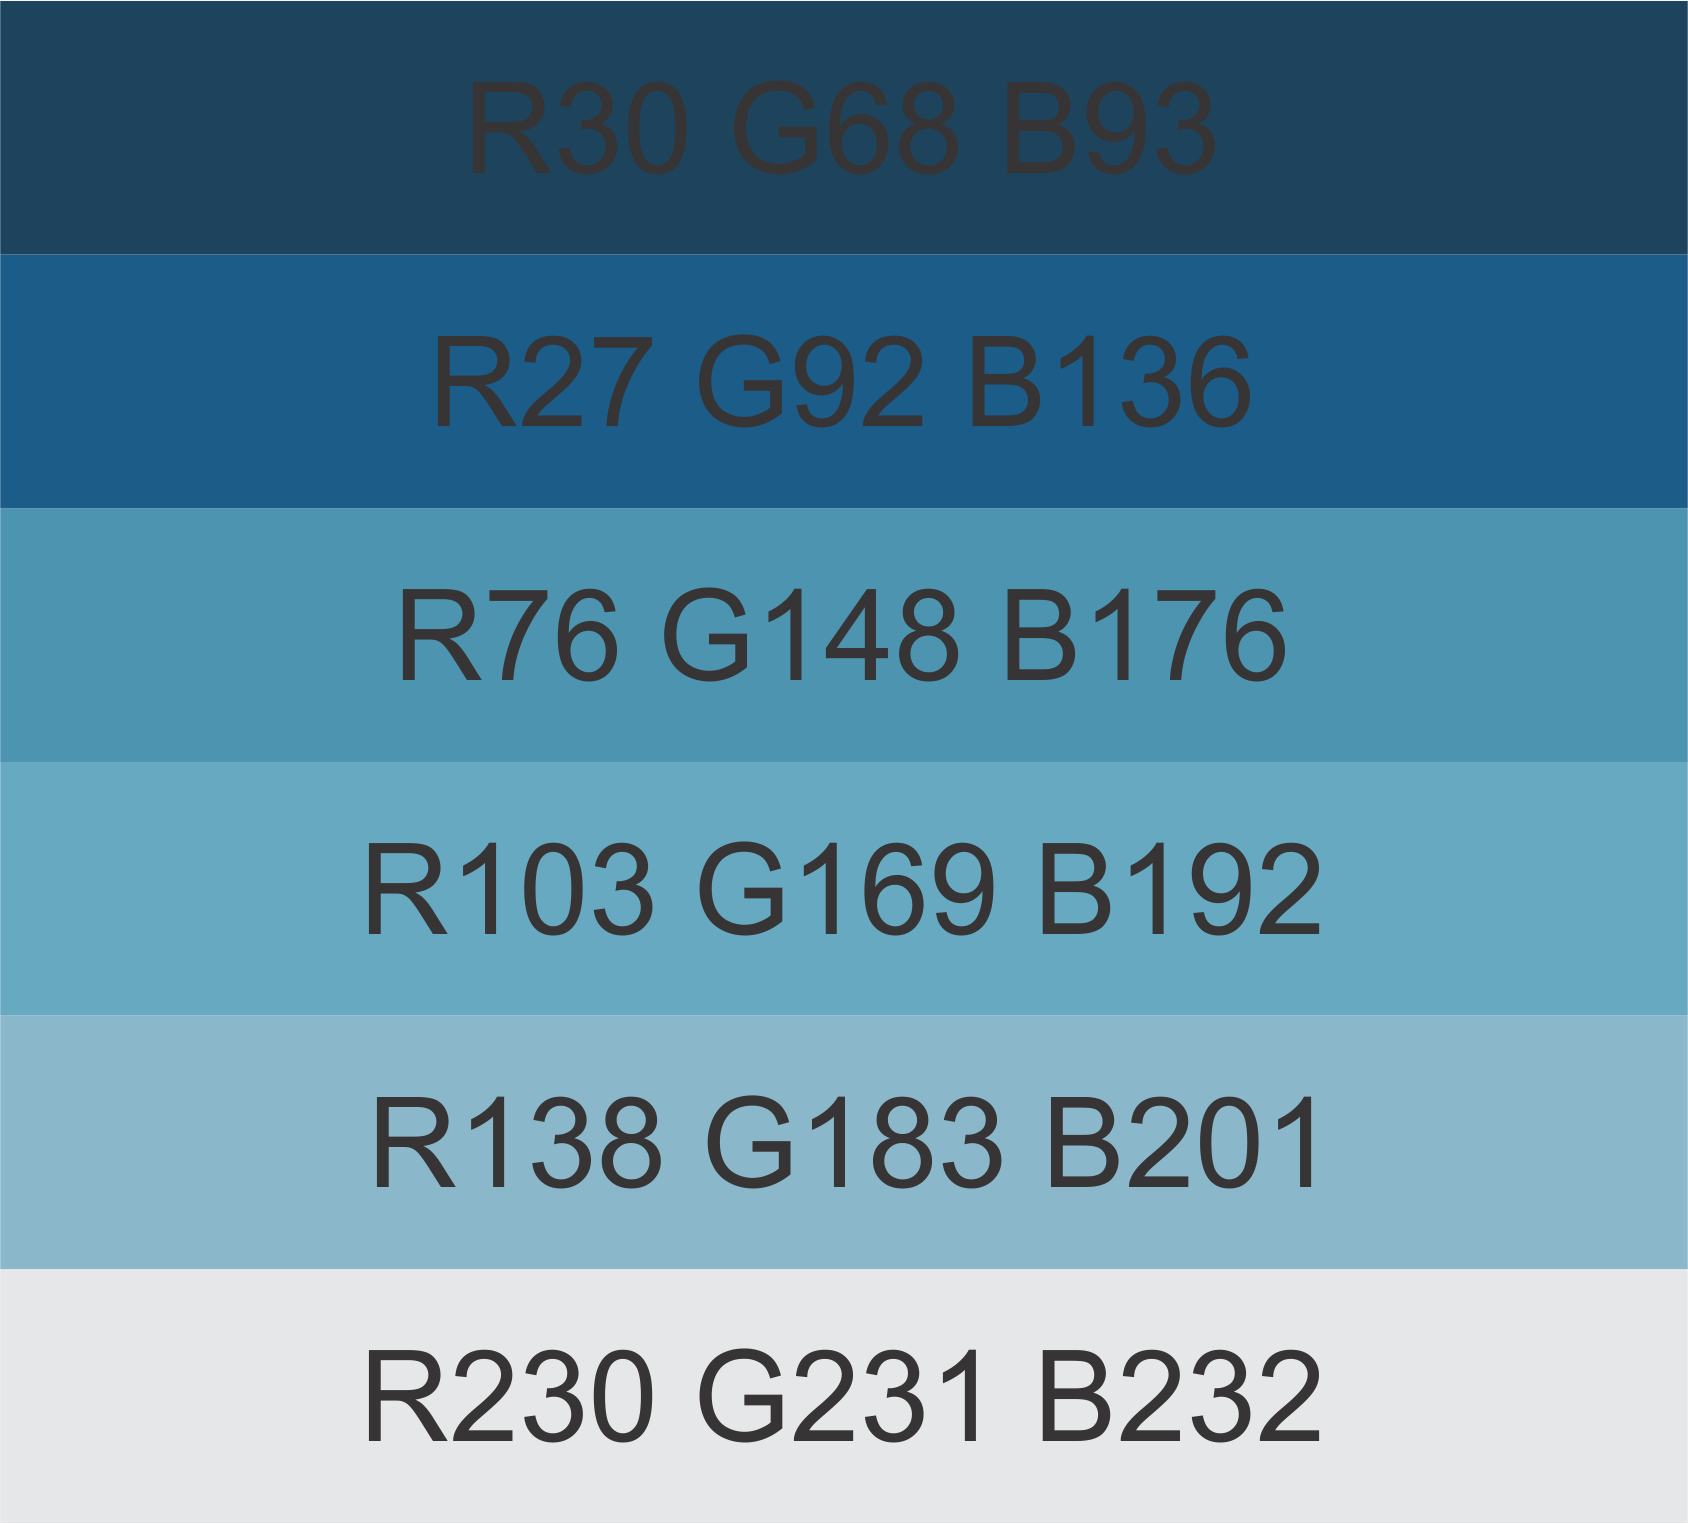 R30 G68 B93
R27 G92 B136
R76 G148 B176
R103 G169 B192
R138 G183 B201
R230 G231 B232